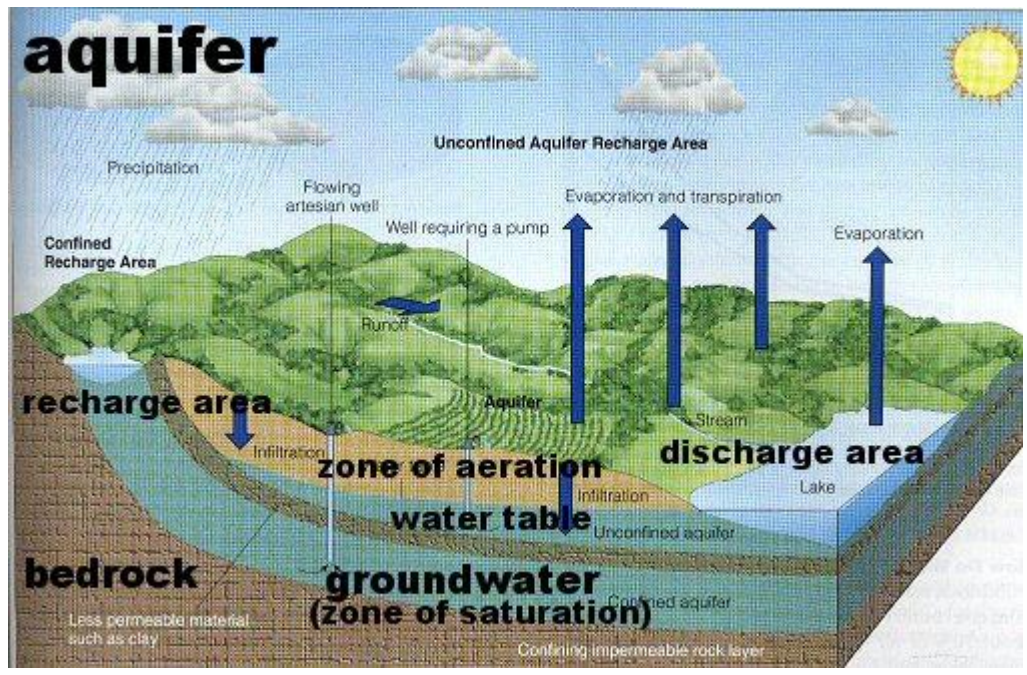 aquifer
Unconfined Aquifer Recharge Area
Precipitation
Flowing
artesian well
Evaporation and transpiration
Well requiring a pump
Evaporation
Confined
Recharge Area
Runoff
recharge area
Aquifer
Stream
discharge area
Infiltration
zone of aeration
Lake
Infiltration
water table
Unconfined aquifer
bedrock
groundwater
Confined aquifer
(zone of saturation)
Less permeable material
such as clay
Confining impermeable rock layer